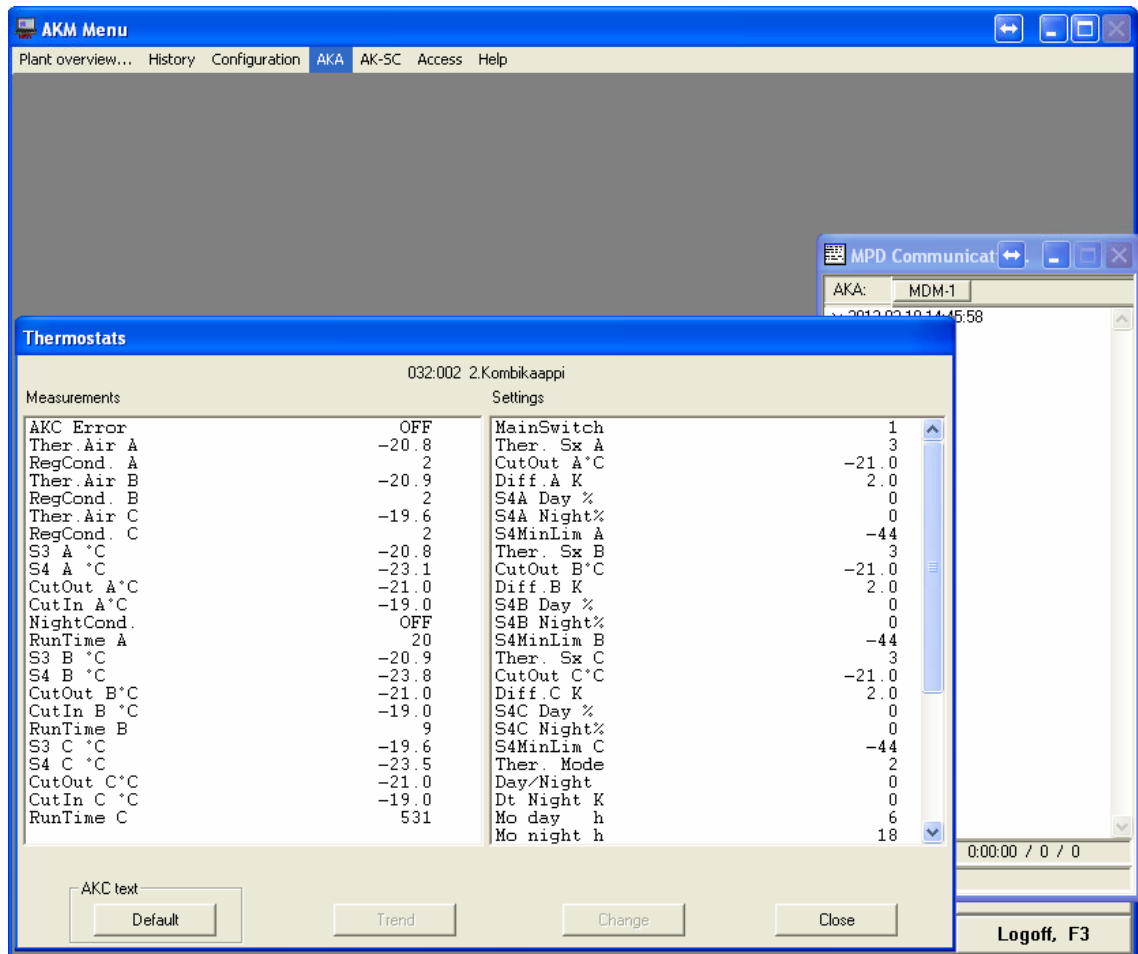 AKM Menu
Plant overview... History Configuration AKA AK-SC Access Help
MPD Communicat .
AKA: MDM-1
Thermostats
032:002 2.Kombikaappi
Measurements
AKC Error OFF
Ther.Air A -20.8
RegCond. A 2
Ther.Air B -20.9
RegCond. B 2
Ther.Air C -19.6
RegCond. C 2
S3 A °C -20.8
S4 A °C -23.1
CutOut A°C -21.0
CutIn A°C -19.0
NightCond. OFF
RunTime A 20
S3 B °C -20.9
S4 B °C -23.8
CutOut B°C -21.0
CutIn B °C -19.0
RunTime B 9
S3 C °C -19.6
S4 C °C -23.5
CutOut C°C -21.0
CutIn C °C -19.0
RunTime C 531
Settings
MainSwitch 1
Ther. Sx A 3
CutOut A°C -21.0
Diff.A K 2.0
S4A Day % 0
S4A Night% 0
S4MinLim A -44
Ther. Sx B 3
CutOut B°C -21.0
Diff.B K 2.0
S4B Day % 0
S4B Night% 0
S4MinLim B -44
Ther. Sx C 3
CutOut C°C -21.0
Diff.C K 2.0
S4C Day % 0
S4C Night% 0
S4MinLim C -44
Ther. Mode 2
Day/Night 0
Dt Night K 0
Mo day h 6
Mo night h 18
0:00:00 / 0 / 0
AKC text
Default Trend Change Close
Logoff, F3